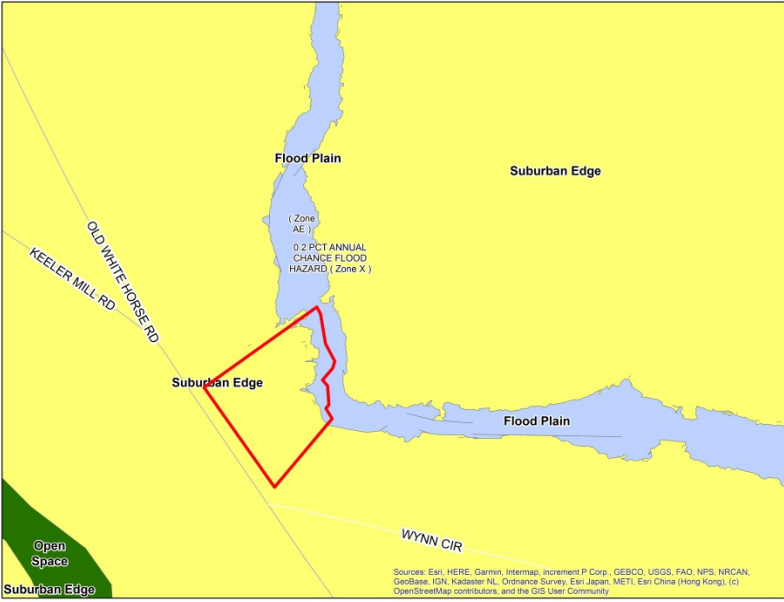 Flood Plain
Suburban Edge
( Zone
AE )
0.2 PCT ANNUAL
CHANCE FLOOD
HAZARD ( Zone X )
OLD WHITE HORSE RD
KEELER MILL RD
Suburban Edge
Flood Plain
WYNN CIR
Open
Space
Suburban Edge
Sources: Esri, HERE, Garmin, Intermap, increment P Corp., GEBCO, USGS, FAO, NPS, NRCAN,
GeoBase, IGN, Kadaster NL, Ordnance Survey, Esri Japan, METI, Esri China (Hong Kong), (c)
OpenStreetMap contributors, and the GIS User Community